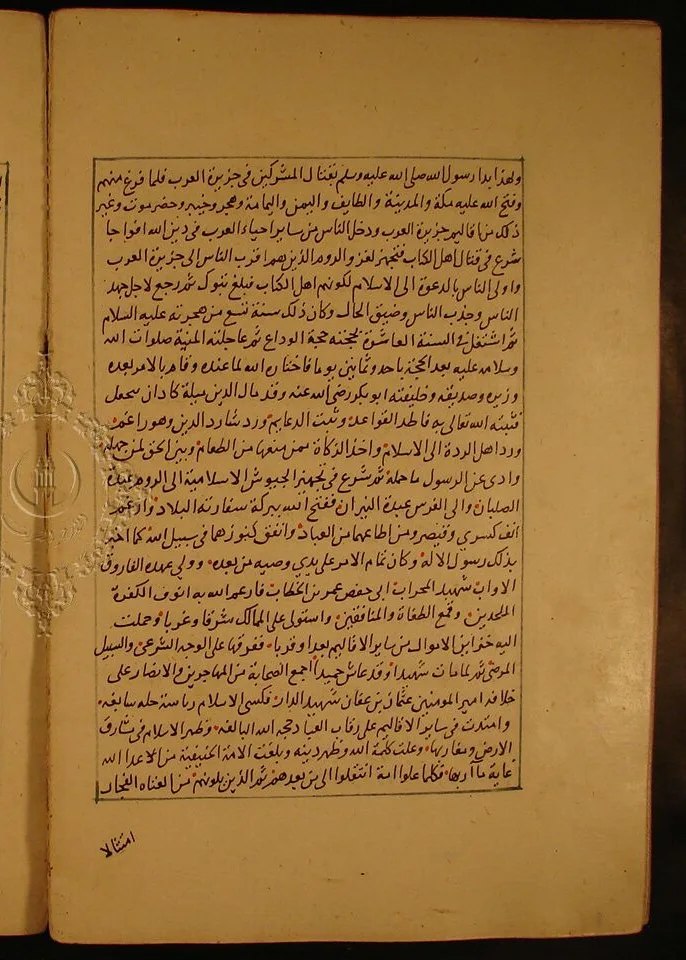 ولهذا بدا رسول الله صلى الله عليه وسلم بقتال المشركين في جزيرة العرب فلما فرغ منهم
وفتح الله عليه مكة والمدينة والطايف واليمن واليمامة وهجر وخيبر وحضرموت وغير
ذلك من اقاليم جزيرة العرب ودخل الناس من ساير احياء العرب في دين الله افواجا
شرع في قتال اهل الكتاب فتجهز لغزو الروم الذين هم اقرب الناس الى جزيرة العرب
واولى الناس بالدعوة الى الاسلام لكونهم اهل الكتاب فبلغ تبوك ثم رجع لاجل جهد
الناس وجذب الناس وضيق الحال وكان ذلك سنة تسع من هجرته عليه السلام
ثم اشتغل في السنة العاشرة بحجته حجة الوداع ثم عاجلته المنية صلوات الله
وسلامه عليه بعد الحجة باحد وثمانين يوما فاختاره الله لما عنده وقام بالامر بعده
وزيره وصديقه وخليفته ابو بكر رضي الله عنه وقد مال الدين ميلة كاد ان ينجفل
فثبته الله تعالى به فاطد القواعد وثبت الدعايم ورد شارد الدين وهو راغم
ورد اهل الردة الى الاسلام واخذ الزكاة ممن منعها من الطغام وبين الحق لمن جهله
وادى عن الرسول ما حمله ثم شرع في تجهيز الجيوش الاسلامية الى الروم عبدة
الصلبان والى الفرس عبدة النيران ففتح الله ببركة سفارته البلاد وارغم
انف كسرى وقيصر ومن اطاعهما من العباد وانفق كنوزهما في سبيل الله كما اخبر
بذلك رسول الاله وكان تمام الامر على يدي وصيه من بعده وولي عهده الفاروق
الاواب شهيد المحراب ابي حفص عمر بن الخطاب فارغم الله به انوف الكفرة
الملحدين وقمع الطغاة والمنافقين واستولى على الممالك شرقا وغربا وحملت
اليه خزاين الاموال من ساير الاقاليم بعدا وقربا ففرقها على الوجه الشرعي والسبيل
المرضي ثم لما مات شهيدا وقد عاش حميدا اجمع الصحابة من المهاجرين والانصار على
خلافة امير المومنين عثمان بن عفان شهيد الدار فكسى الاسلام رياسة حلة سابغة
وامتدت في ساير الاقاليم على رقاب العباد حجة الله البالغة وظهر الاسلام في مشارق
الارض ومغاربها وعلت كلمة الله وظهر دينه وبلغت الامة الحنيفية من الاعدا الله
غاية مآربها فكلما علوا امة انتقلوا الى من بعدهم ثم الذين يلونهم من العتاه الفجار
امتثالا